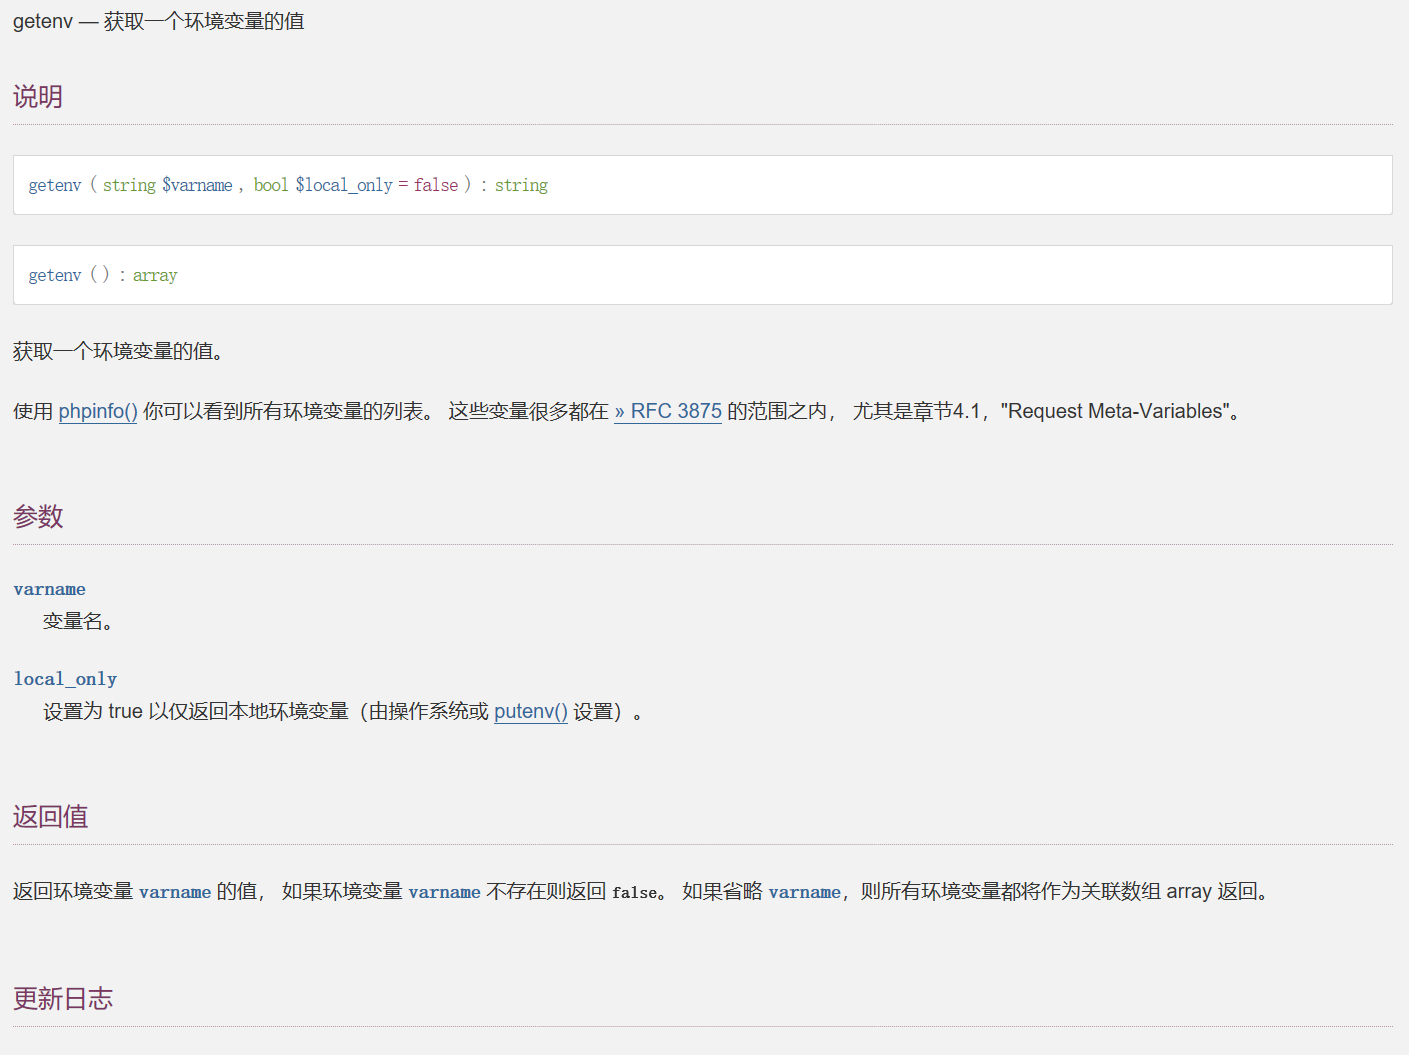 getenv — 获取一个环境变量的值
说明
getenv ( string $varname , bool $local_only = false ) : string
getenv ( ) : array
获取一个环境变量的值。
使用 phpinfo() 你可以看到所有环境变量的列表。 这些变量很多都在 » RFC 3875 的范围之内， 尤其是章节4.1，"Request Meta-Variables"。
参数
varname
变量名。
local_only
设置为 true 以仅返回本地环境变量（由操作系统或 putenv() 设置）。
返回值
返回环境变量 varname 的值， 如果环境变量 varname 不存在则返回 false。 如果省略 varname，则所有环境变量都将作为关联数组 array 返回。
更新日志